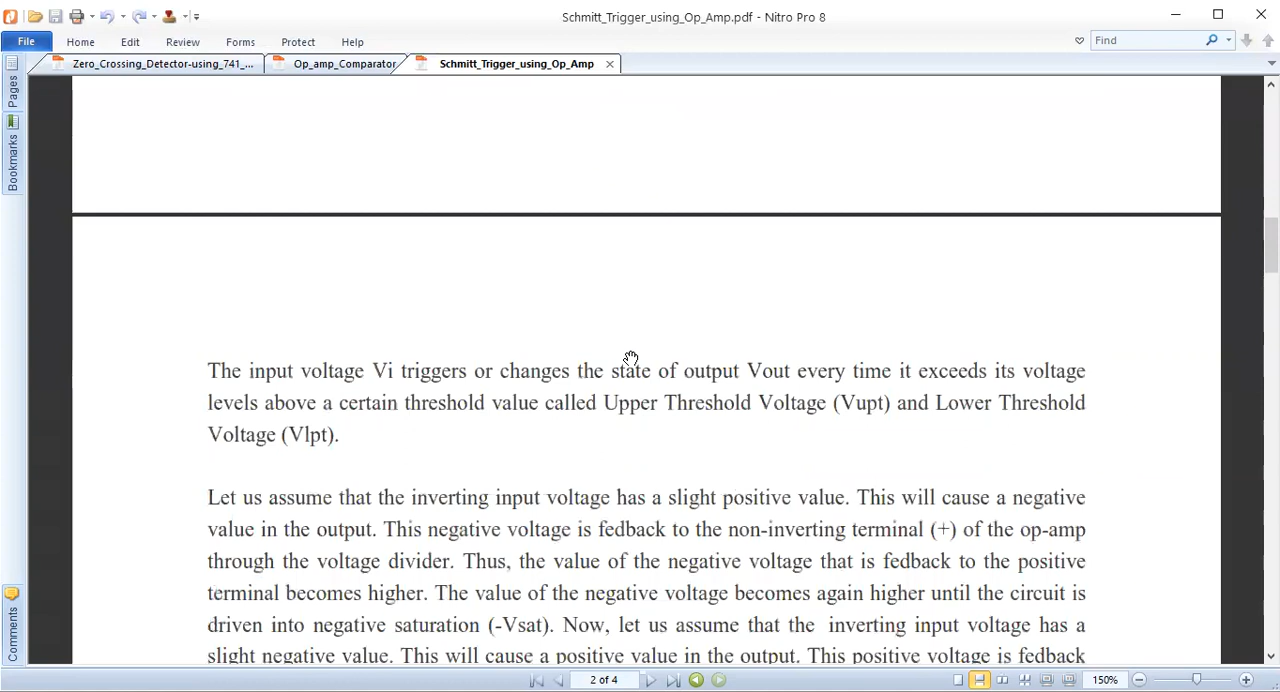 Schmitt_Trigger_using_Op_Amp.pdf - Nitro Pro 8
File Home Edit Review Forms Protect Help
Find
Zero_Crossing_Detector-using_741_... Op_amp_Comparator Schmitt_Trigger_using_Op_Amp
Pages
Bookmarks
The input voltage Vi triggers or changes the state of output Vout every time it exceeds its voltage
levels above a certain threshold value called Upper Threshold Voltage (Vupt) and Lower Threshold
Voltage (Vlpt).
Let us assume that the inverting input voltage has a slight positive value. This will cause a negative
value in the output. This negative voltage is fedback to the non-inverting terminal (+) of the op-amp
through the voltage divider. Thus, the value of the negative voltage that is fedback to the positive
terminal becomes higher. The value of the negative voltage becomes again higher until the circuit is
driven into negative saturation (-Vsat). Now, let us assume that the inverting input voltage has a
slight negative value. This will cause a positive value in the output. This positive voltage is fedback
Comments
2 of 4
150%